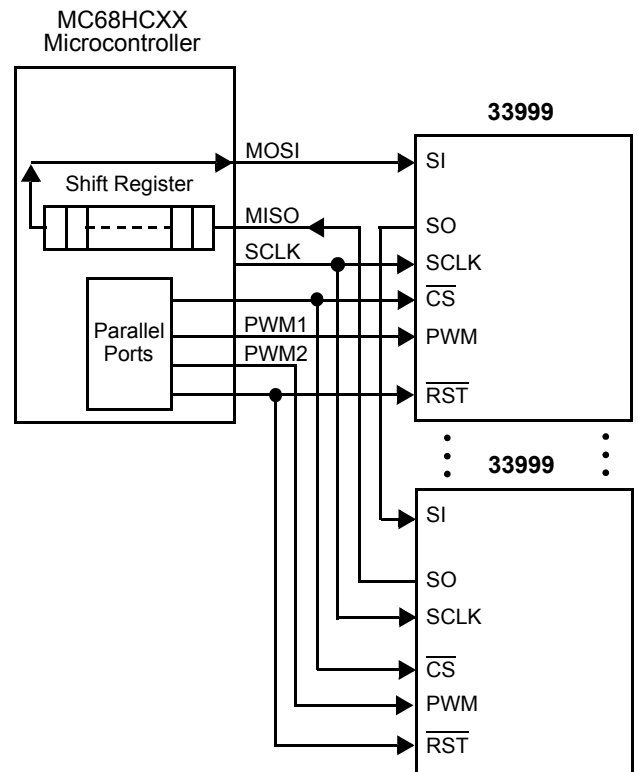 MC68HCXX
Microcontroller
33999
MOSI
SI
Shift Register
MISO
SO
SCLK
SCLK
CS
Parallel
Ports
PWM1
PWM
PWM2
RST
33999
SI
SO
SCLK
CS
PWM
RST